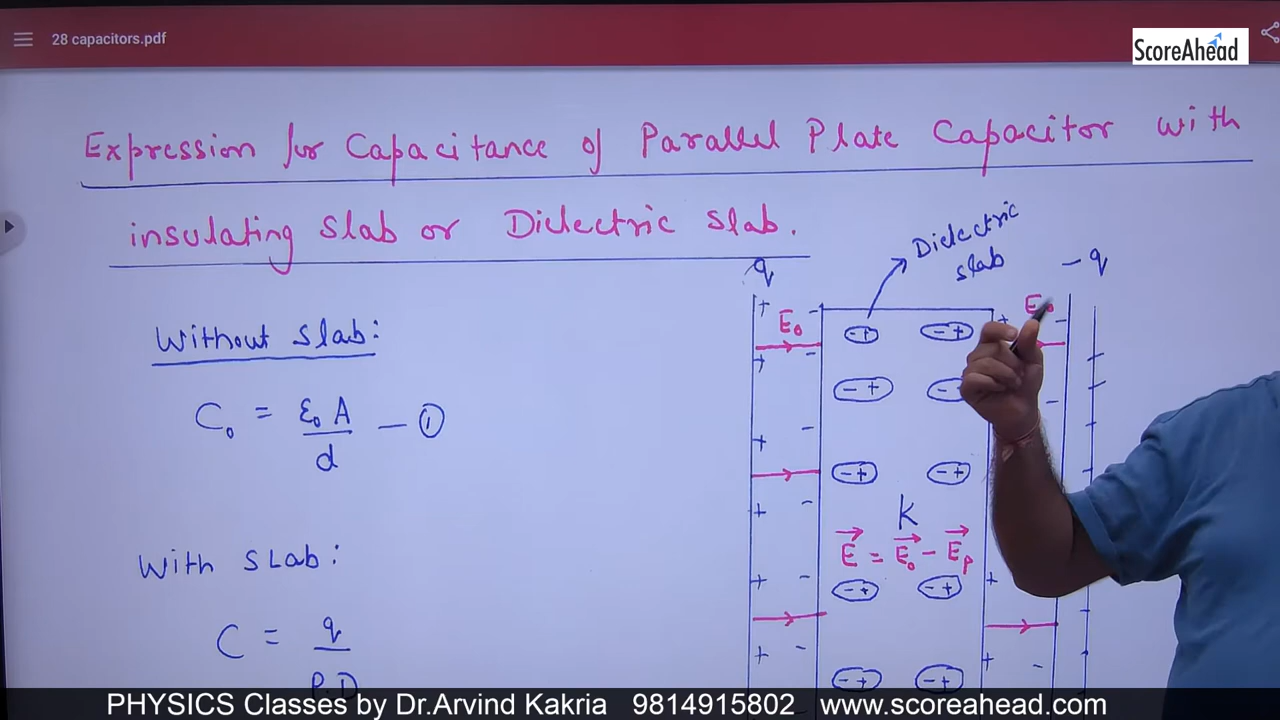 28 capacitors.pdf
ScoreAhead
Expression for Capacitance of Parallel Plate Capacitor with
insulating Slab or Dielectric slab.
Dielectric
slab
q
– q
E₀
E₀
Without Slab:
C₀ = ε₀ A / d — ①
K
E⃗ = E⃗₀ – E⃗p
With SLab:
C = q / P.D
PHYSICS Classes by Dr.Arvind Kakria 9814915802 www.scoreahead.com